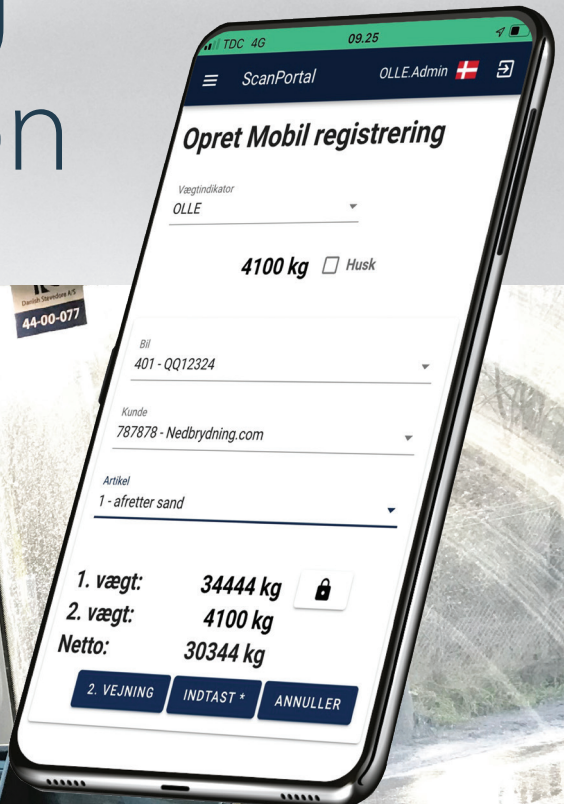 TDC 4G 09.25
ScanPortal OLLE.Admin
Opret Mobil registrering
Vægtindikator
OLLE
4100 kg Husk
Danish Stevedore A/S
44-00-077
Bil
401 - QQ12324
Kunde
787878 - Nedbrydning.com
Artikel
1 - afretter sand
1. vægt: 34444 kg
2. vægt: 4100 kg
Netto: 30344 kg
2. VEJNING INDTAST * ANNULLER